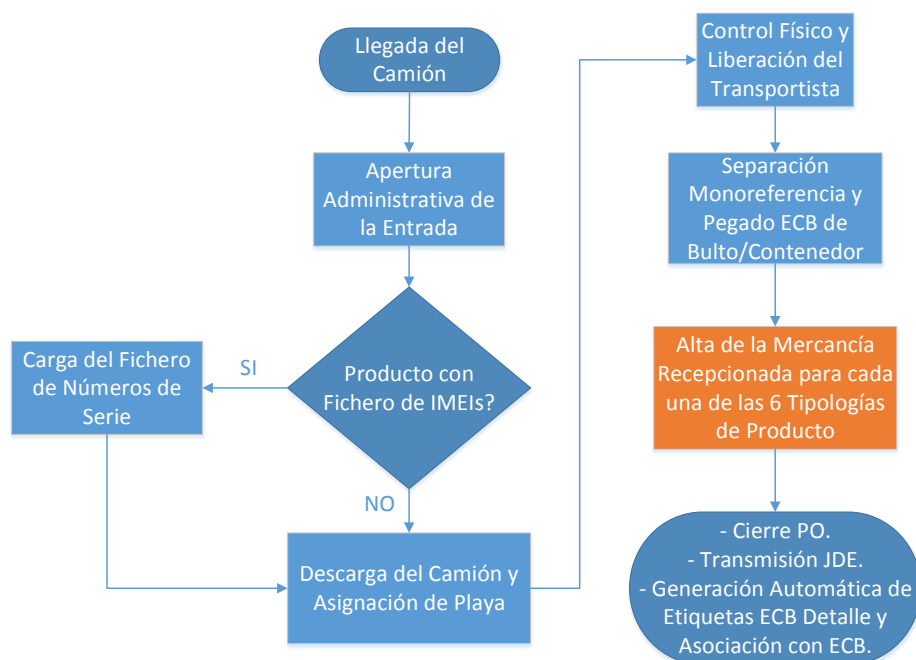 Llegada del
Camión
Apertura
Administrativa de
la Entrada
Producto con
Fichero de IMEIs?
SI
Carga del Fichero
de Números de
Serie
NO
Descarga del Camión y
Asignación de Playa
Control Físico y
Liberación del
Transportista
Separación
Monoreferencia y
Pegado ECB de
Bulto/Contenedor
Alta de la Mercancía
Recepcionada para cada
una de las 6 Tipologías
de Producto
- Cierre PO.
- Transmisión JDE.
- Generación Automática de
Etiquetas ECB Detalle y
Asociación con ECB.